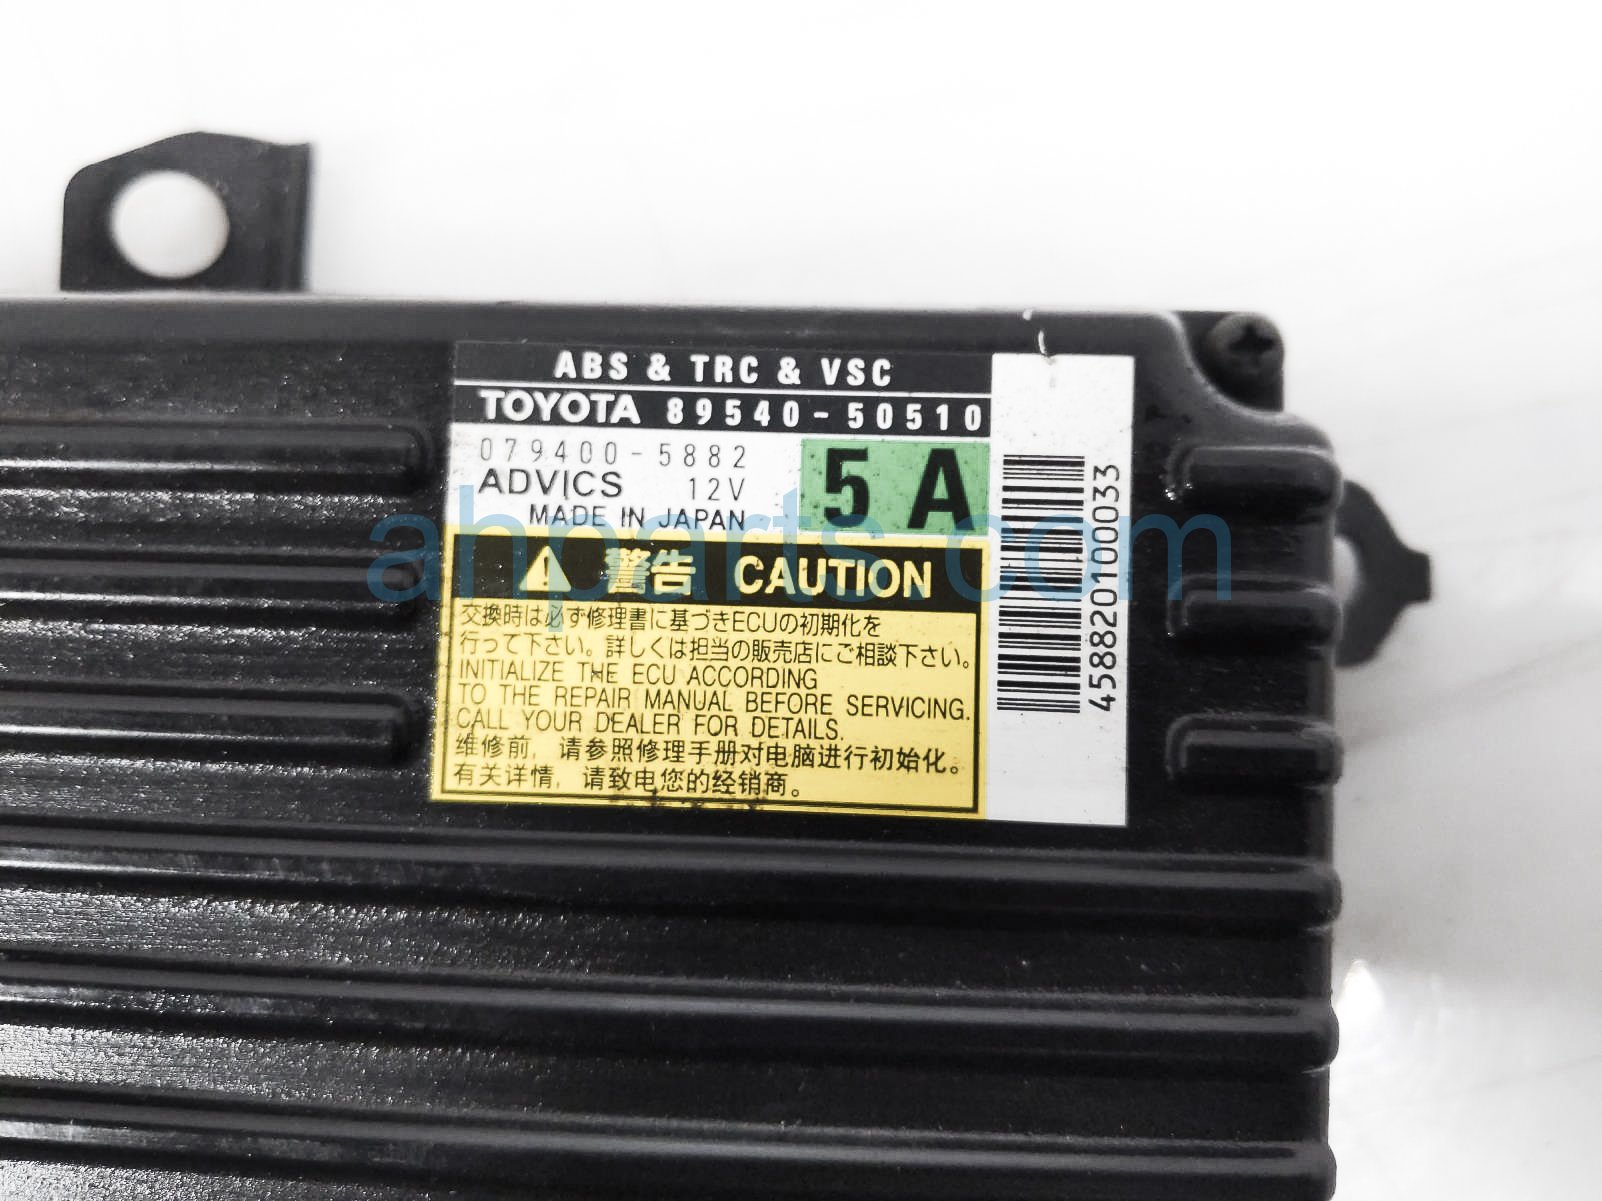 ABS & TRC & VSC
TOYOTA 89540-50510
079400-5882
ADVICS 12V
MADE IN JAPAN
5 A
ahparts.com
警告 CAUTION
交換時は必ず修理書に基づきECUの初期化を
行って下さい。詳しくは担当の販売店にご相談下さい。
INITIALIZE THE ECU ACCORDING
TO THE REPAIR MANUAL BEFORE SERVICING.
CALL YOUR DEALER FOR DETAILS.
维修前, 请参照修理手册对电脑进行初始化。
有关详情, 请致电您的经销商。
4588201000033